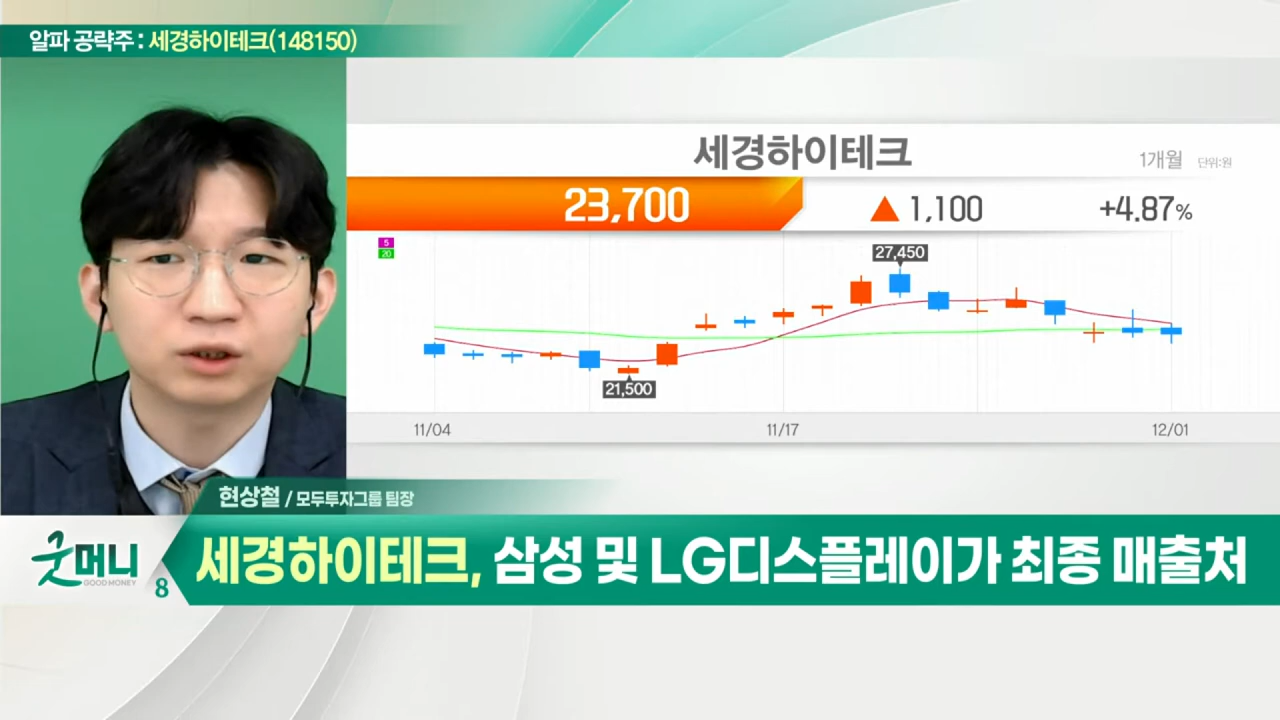 알파 공략주 : 세경하이테크(148150)
세경하이테크
1개월 단위:원
23,700 ▲ 1,100 +4.87%
5
20
27,450
21,500
11/04 11/17 12/01
현상철 / 모두투자그룹 팀장
굿머니
GOOD MONEY
8
세경하이테크, 삼성 및 LG디스플레이가 최종 매출처